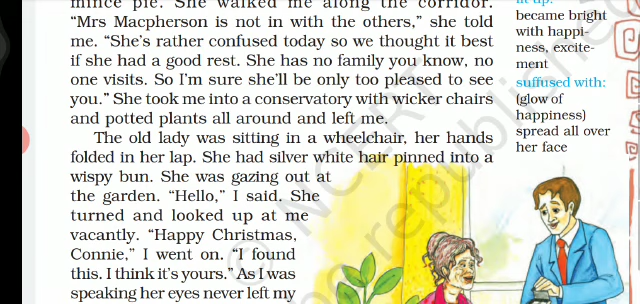 mince pie. She walked me along the corridor.
“Mrs Macpherson is not in with the others,” she told
me. “She’s rather confused today so we thought it best
if she had a good rest. She has no family you know, no
one visits. So I’m sure she’ll be only too pleased to see
you.” She took me into a conservatory with wicker chairs
and potted plants all around and left me.
The old lady was sitting in a wheelchair, her hands
folded in her lap. She had silver white hair pinned into a
wispy bun. She was gazing out at
the garden. “Hello,” I said. She
turned and looked up at me
vacantly. “Happy Christmas,
Connie,” I went on. “I found
this. I think it’s yours.” As I was
speaking her eyes never left my
lit up:
became bright
with happi-
ness, excite-
ment
suffused with:
(glow of
happiness)
spread all over
her face
© NCERT
be republished